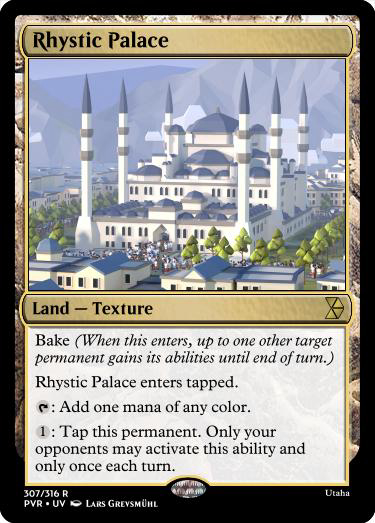 Rhystic Palace
Land — Texture
Bake (When this enters, up to one other target
permanent gains its abilities until end of turn.)
Rhystic Palace enters tapped.
: Add one mana of any color.
1: Tap this permanent. Only your
opponents may activate this ability and
only once each turn.
307/316 R
PVR • UV Lars Grevsmühl
Utaha